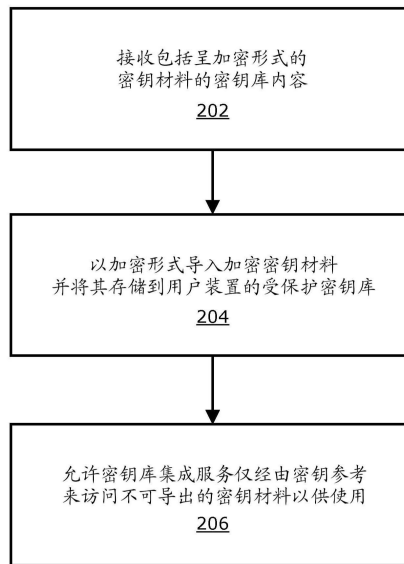 接收包括呈加密形式的
密钥材料的密钥库内容
202
以加密形式导入加密密钥材料
并将其存储到用户装置的受保护密钥库
204
允许密钥库集成服务仅经由密钥参考
来访问不可导出的密钥材料以供使用
206